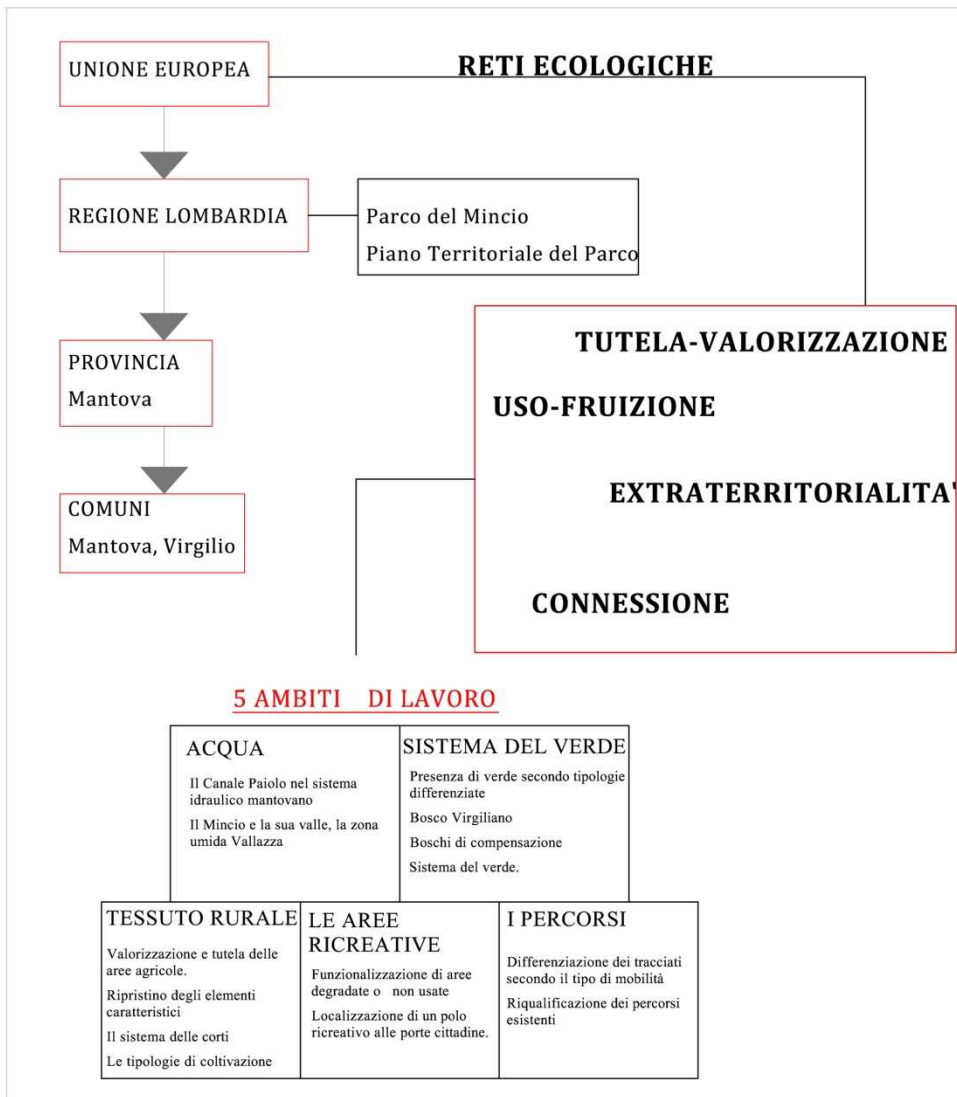 UNIONE EUROPEA
RETI ECOLOGICHE
REGIONE LOMBARDIA
Parco del Mincio
Piano Territoriale del Parco
PROVINCIA
Mantova
COMUNI
Mantova, Virgilio
TUTELA-VALORIZZAZIONE
USO-FRUIZIONE
EXTRATERRITORIALITA'
CONNESSIONE
5 AMBITI DI LAVORO
ACQUA
Il Canale Paiolo nel sistema
idraulico mantovano
Il Mincio e la sua valle, la zona
umida Vallazza
SISTEMA DEL VERDE
Presenza di verde secondo tipologie
differenziate
Bosco Virgiliano
Boschi di compensazione
Sistema del verde.
TESSUTO RURALE
Valorizzazione e tutela delle
aree agricole.
Ripristino degli elementi
caratteristici
Il sistema delle corti
Le tipologie di coltivazione
LE AREE
RICREATIVE
Funzionalizzazione di aree
degradate o non usate
Localizzazione di un polo
ricreativo alle porte cittadine.
I PERCORSI
Differenziazione dei tracciati
secondo il tipo di mobilità
Riqualificazione dei percorsi
esistenti